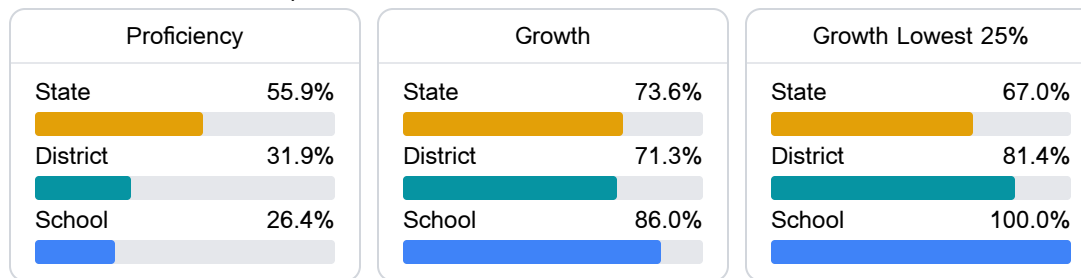 Proficiency
State 55.9%
District 31.9%
School 26.4%
Growth
State 73.6%
District 71.3%
School 86.0%
Growth Lowest 25%
State 67.0%
District 81.4%
School 100.0%